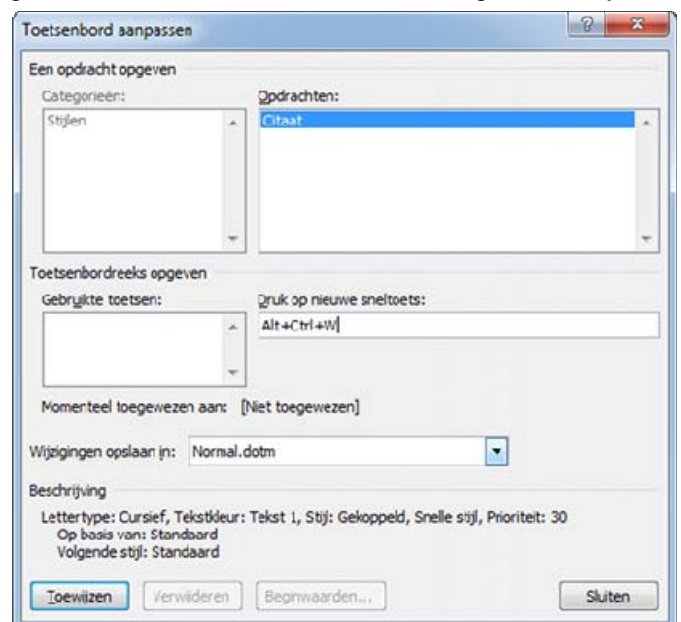 Toetsenbord aanpassen
Een opdracht opgeven
Categorieën: Opdrachten:
Stijlen Citaat
Toetsenbordreeks opgeven
Gebruikte toetsen: Druk op nieuwe sneltoets:
Alt+Ctrl+W
Momenteel toegewezen aan: [Niet toegewezen]
Wijzigingen opslaan in: Normal.dotm
Beschrijving
Lettertype: Cursief, Tekstkleur: Tekst 1, Stijl: Gekoppeld, Snelle stijl, Prioriteit: 30
Op basis van: Standaard
Volgende stijl: Standaard
Toewijzen Verwijderen Beginwaarden... Sluiten